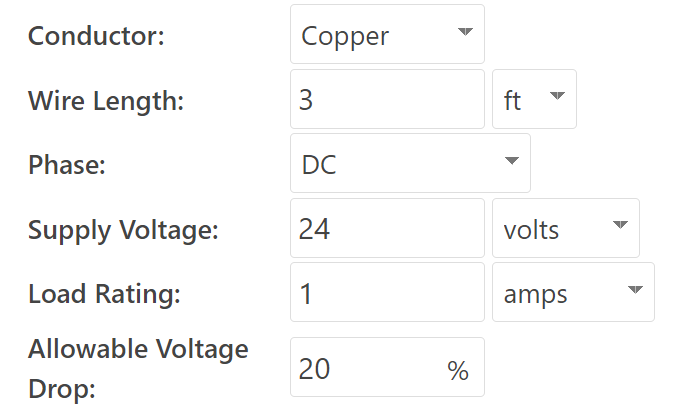 Conductor: Copper
Wire Length: 3 ft
Phase: DC
Supply Voltage: 24 volts
Load Rating: 1 amps
Allowable Voltage
Drop: 20 %